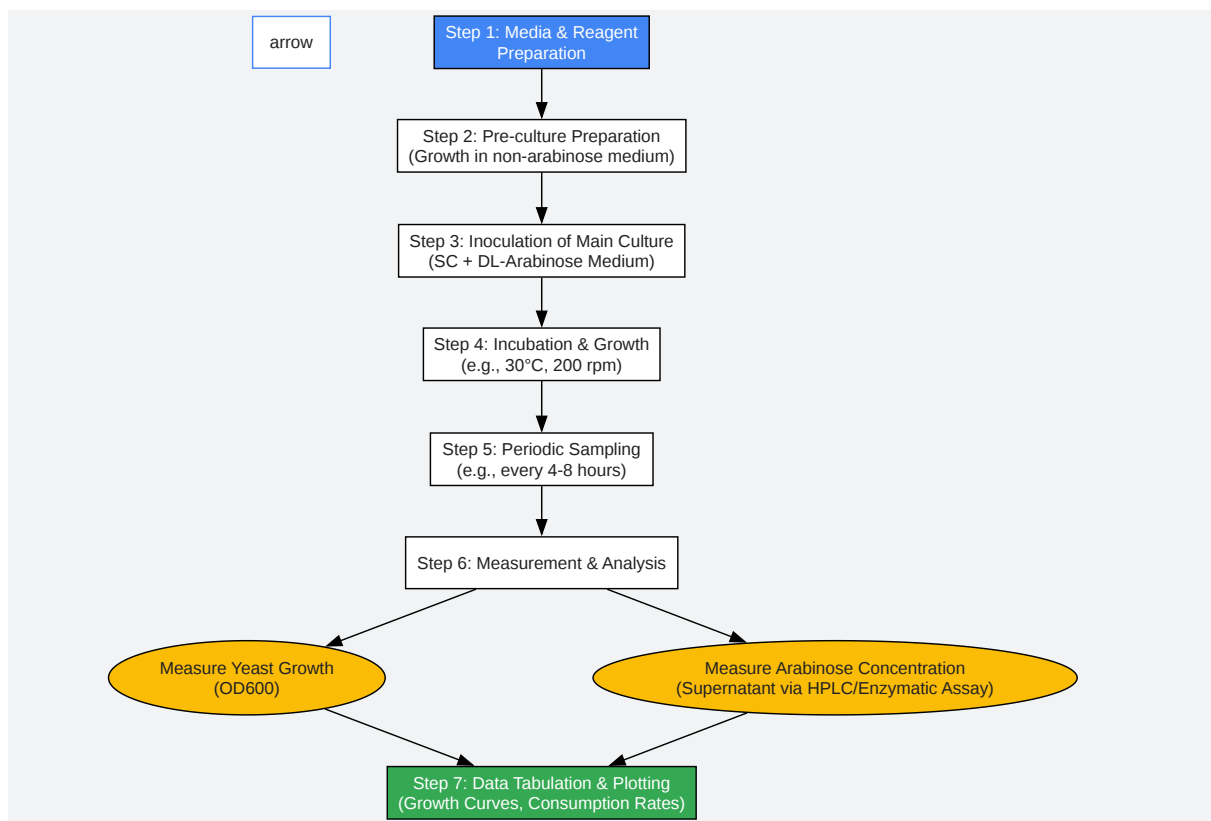 arrow
Step 1: Media & Reagent
Preparation
Step 2: Pre-culture Preparation
(Growth in non-arabinose medium)
Step 3: Inoculation of Main Culture
(SC + DL-Arabinose Medium)
Step 4: Incubation & Growth
(e.g., 30°C, 200 rpm)
Step 5: Periodic Sampling
(e.g., every 4-8 hours)
Step 6: Measurement & Analysis
Measure Yeast Growth
(OD600)
Measure Arabinose Concentration
(Supernatant via HPLC/Enzymatic Assay)
Step 7: Data Tabulation & Plotting
(Growth Curves, Consumption Rates)